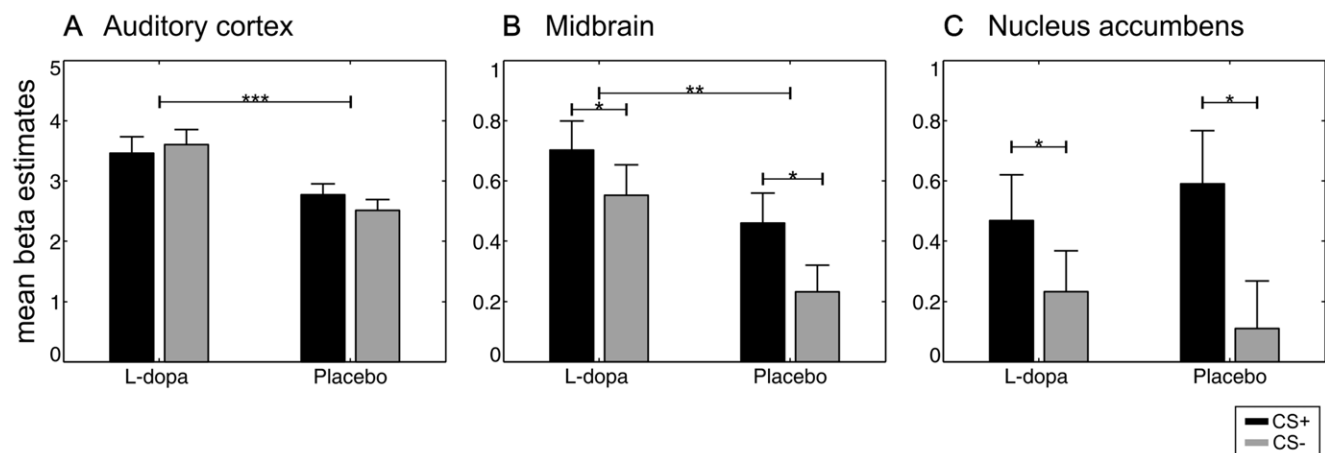 A Auditory cortex
B Midbrain
C Nucleus accumbens
mean beta estimates
5
4
3
2
1
0
***
L-dopa
Placebo
1
0.8
0.6
0.4
0.2
0
**
*
*
L-dopa
Placebo
1
0.8
0.6
0.4
0.2
0
*
*
L-dopa
Placebo
CS+
CS-